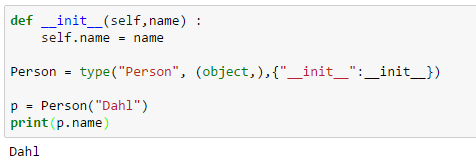 def __init__(self,name) :
    self.name = name
Person = type("Person", (object,),{"__init__":__init__})
p = Person("Dahl")
print(p.name)
Dahl